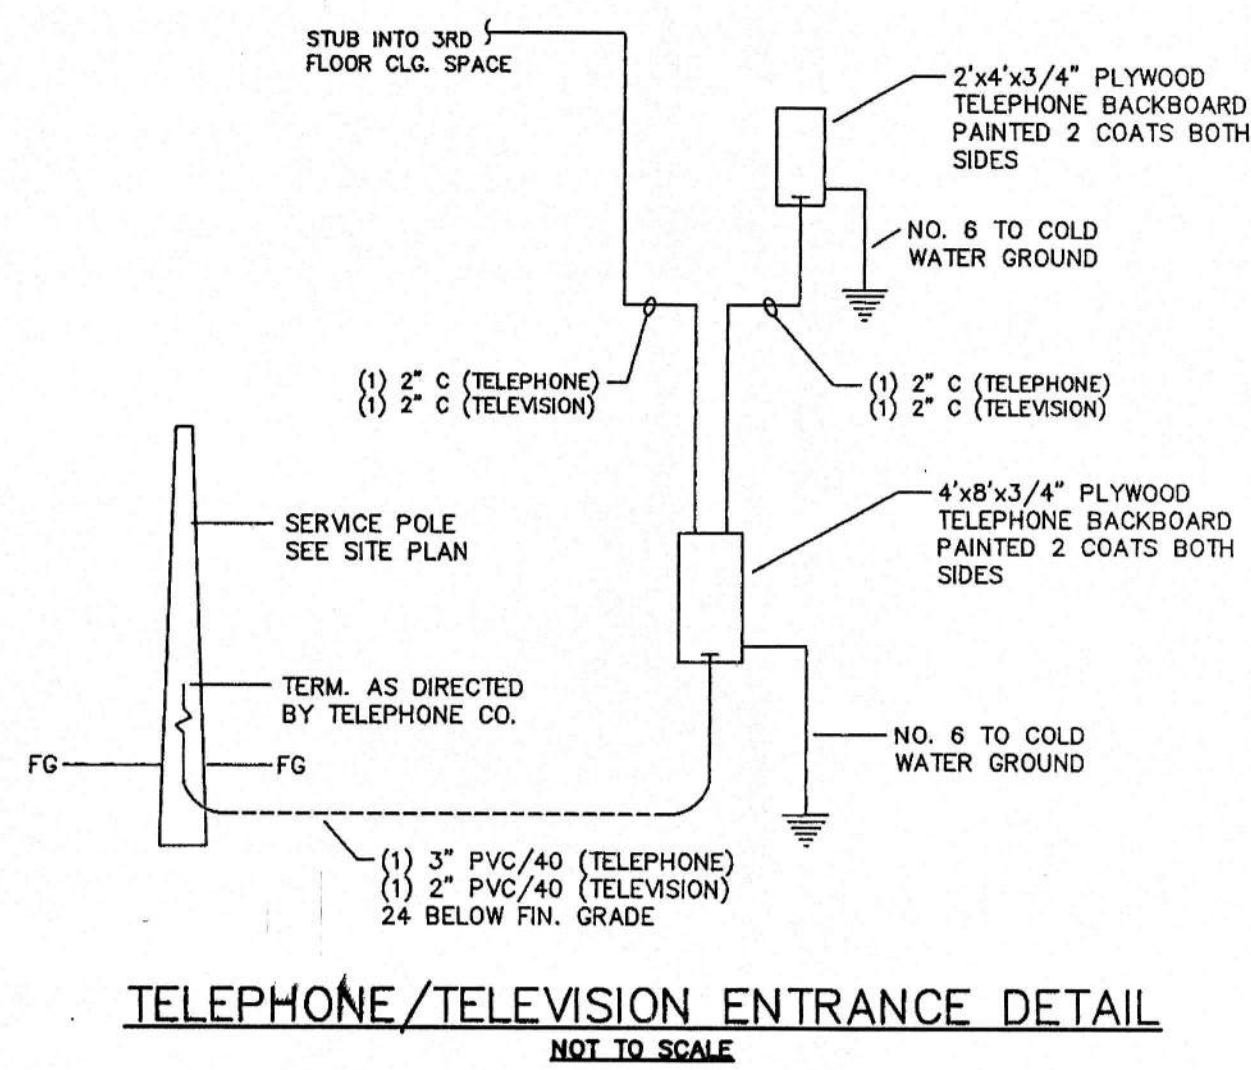 STUB INTO 3RD
FLOOR CLG. SPACE
2'x4'x3/4" PLYWOOD
TELEPHONE BACKBOARD
PAINTED 2 COATS BOTH
SIDES
NO. 6 TO COLD
WATER GROUND
(1) 2" C (TELEPHONE)
(1) 2" C (TELEVISION)
(1) 2" C (TELEPHONE)
(1) 2" C (TELEVISION)
4'x8'x3/4" PLYWOOD
TELEPHONE BACKBOARD
PAINTED 2 COATS BOTH
SIDES
SERVICE POLE
SEE SITE PLAN
TERM. AS DIRECTED
BY TELEPHONE CO.
FG
FG
NO. 6 TO COLD
WATER GROUND
(1) 3" PVC/40 (TELEPHONE)
(1) 2" PVC/40 (TELEVISION)
24 BELOW FIN. GRADE
TELEPHONE/TELEVISION ENTRANCE DETAIL
NOT TO SCALE